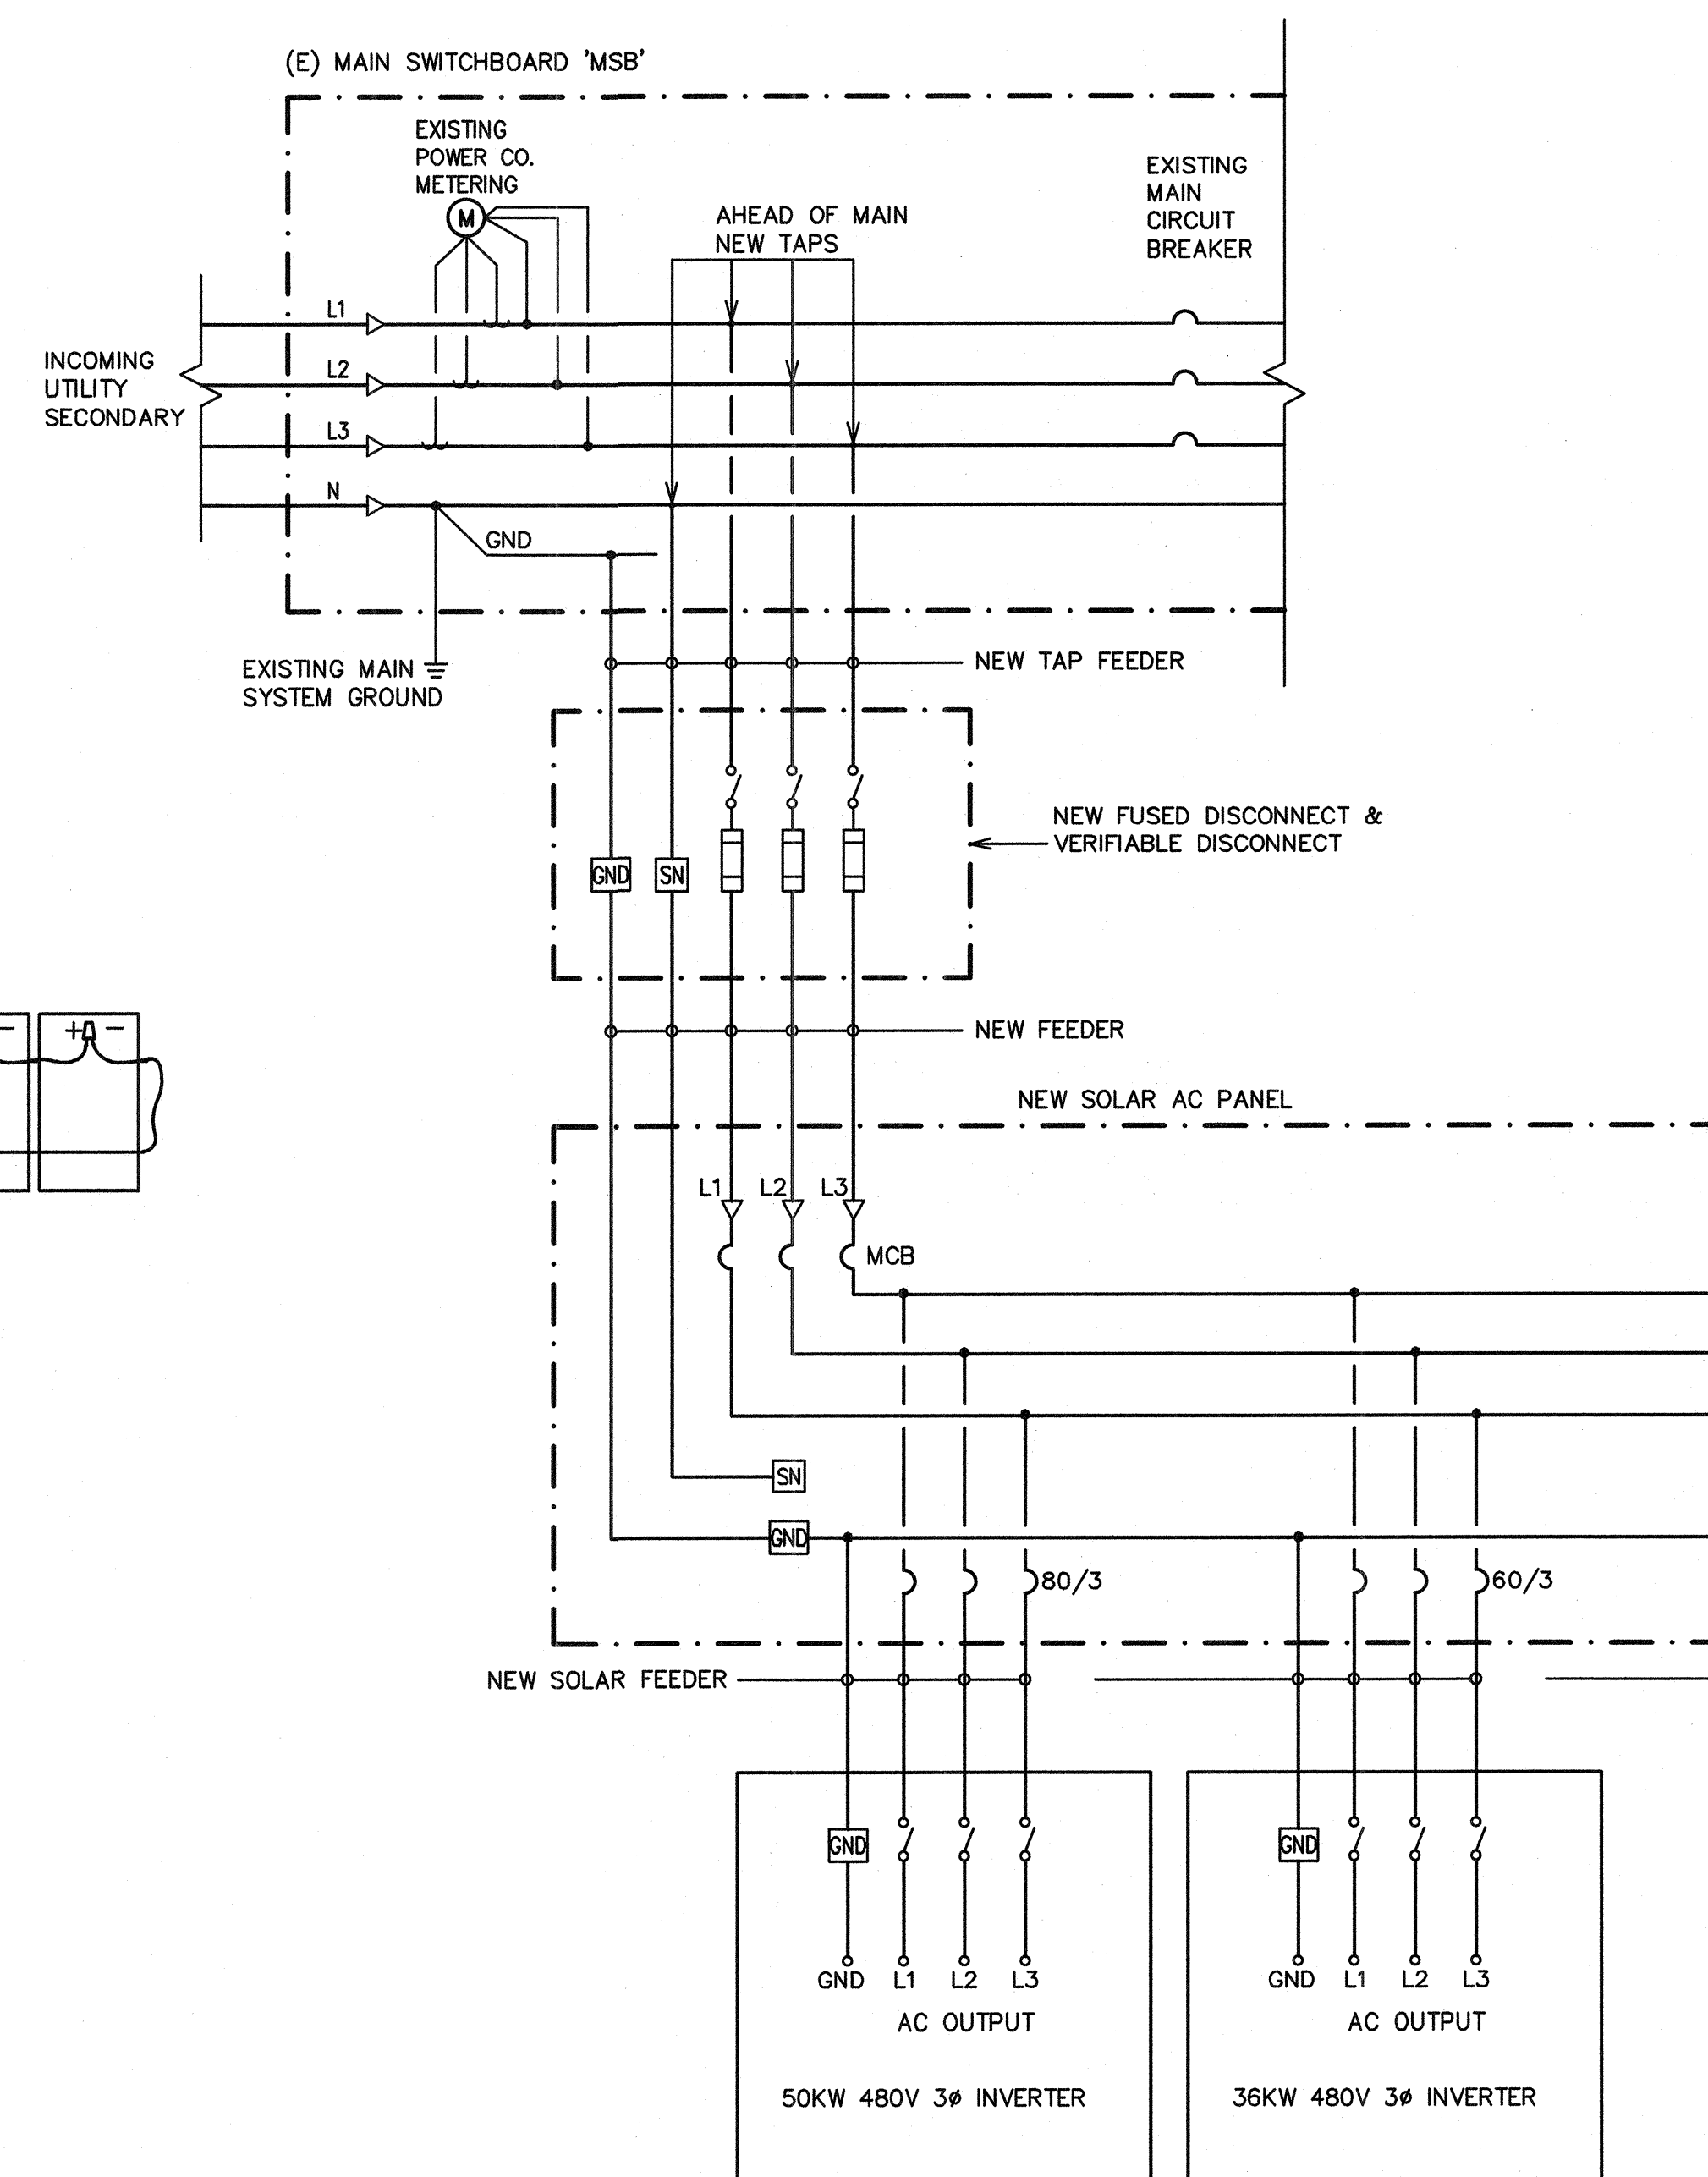 (E) MAIN SWITCHBOARD 'MSB'
EXISTING
POWER CO.
METERING
M
AHEAD OF MAIN
NEW TAPS
EXISTING
MAIN
CIRCUIT
BREAKER
INCOMING
UTILITY
SECONDARY
L1
L2
L3
N
GND
EXISTING MAIN
SYSTEM GROUND
NEW TAP FEEDER
NEW FUSED DISCONNECT &
VERIFIABLE DISCONNECT
GND
SN
NEW FEEDER
+ -
-
NEW SOLAR AC PANEL
L1 L2 L3
MCB
SN
GND
80/3
60/3
NEW SOLAR FEEDER
GND
GND
GND L1 L2 L3
GND L1 L2 L3
AC OUTPUT
AC OUTPUT
50KW 480V 3ø INVERTER
36KW 480V 3ø INVERTER